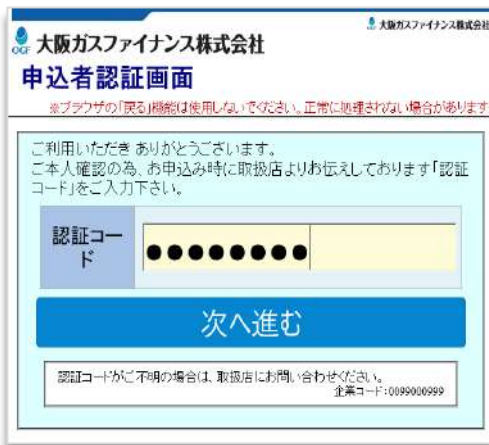 大阪ガスファイナンス株式会社
OGF 大阪ガスファイナンス株式会社
申込者認証画面
※ブラウザの「戻る」機能は使用しないでください。正常に処理されない場合があります
ご利用いただき ありがとうございます。
ご本人確認の為、お申込み時に取扱店よりお伝えしております「認証
コード」をご入力下さい。
認証コー
ド
●●●●●●●●
次へ進む
認証コードがご不明の場合は、取扱店にお問い合わせください。
企業コード:0099000999